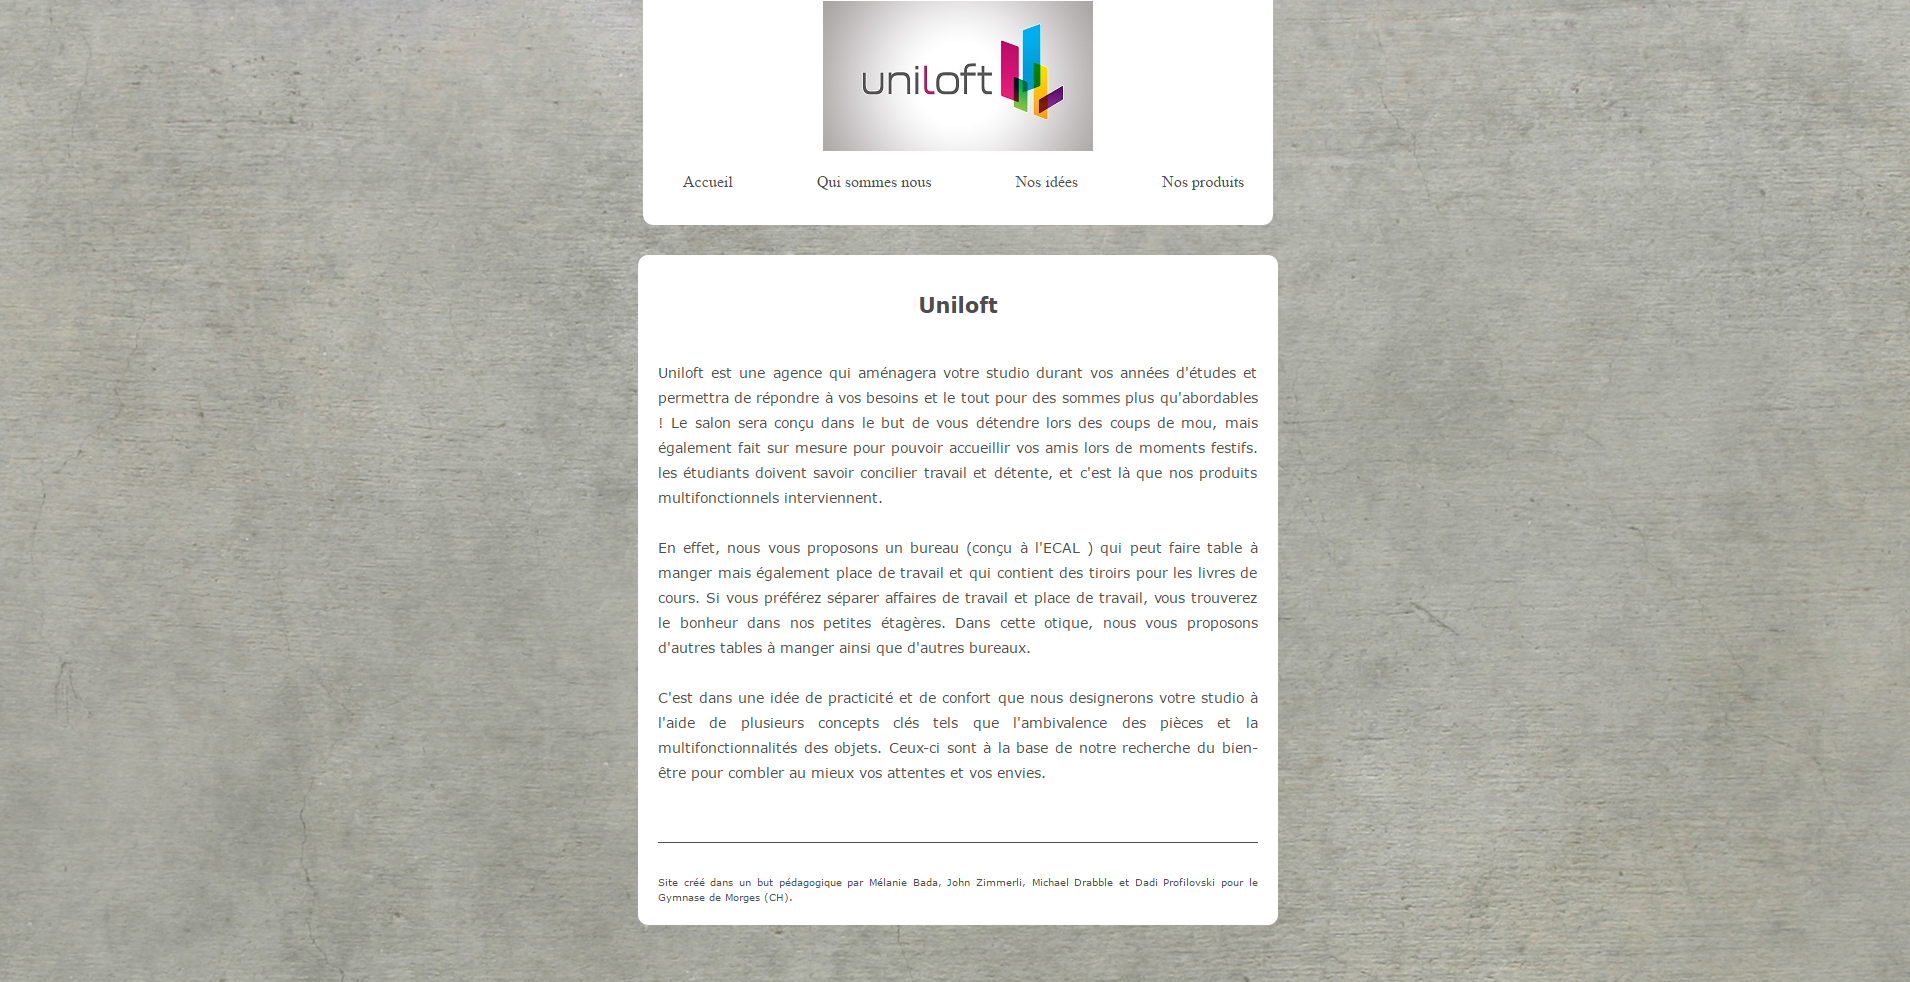 uniloft
Accueil Qui sommes nous Nos idées Nos produits
Uniloft
Uniloft est une agence qui aménagera votre studio durant vos années d'études et
permettra de répondre à vos besoins et le tout pour des sommes plus qu'abordables
! Le salon sera conçu dans le but de vous détendre lors des coups de mou, mais
également fait sur mesure pour pouvoir accueillir vos amis lors de moments festifs.
les étudiants doivent savoir concilier travail et détente, et c'est là que nos produits
multifonctionnels interviennent.
En effet, nous vous proposons un bureau (conçu à l'ECAL ) qui peut faire table à
manger mais également place de travail et qui contient des tiroirs pour les livres de
cours. Si vous préférez séparer affaires de travail et place de travail, vous trouverez
le bonheur dans nos petites étagères. Dans cette otique, nous vous proposons
d'autres tables à manger ainsi que d'autres bureaux.
C'est dans une idée de practicité et de confort que nous designerons votre studio à
l'aide de plusieurs concepts clés tels que l'ambivalence des pièces et la
multifonctionnalités des objets. Ceux-ci sont à la base de notre recherche du bien-
être pour combler au mieux vos attentes et vos envies.
Site créé dans un but pédagogique par Mélanie Bada, John Zimmerli, Michael Drabble et Dadi Profilovski pour le
Gymnase de Morges (CH).